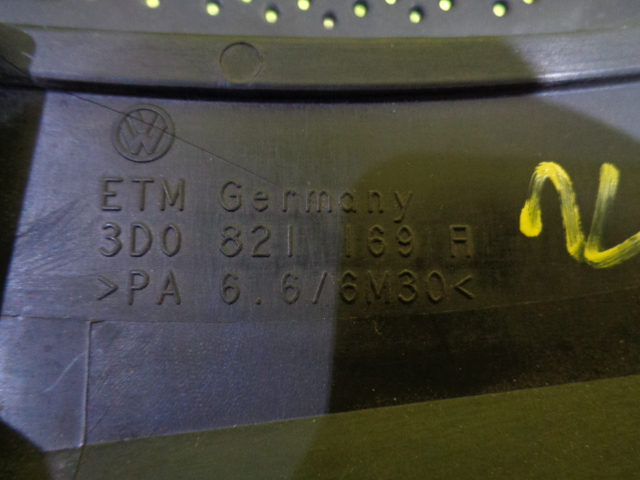 ETM Germany
3D0 821 169 A
>PA 6.6/6M30<